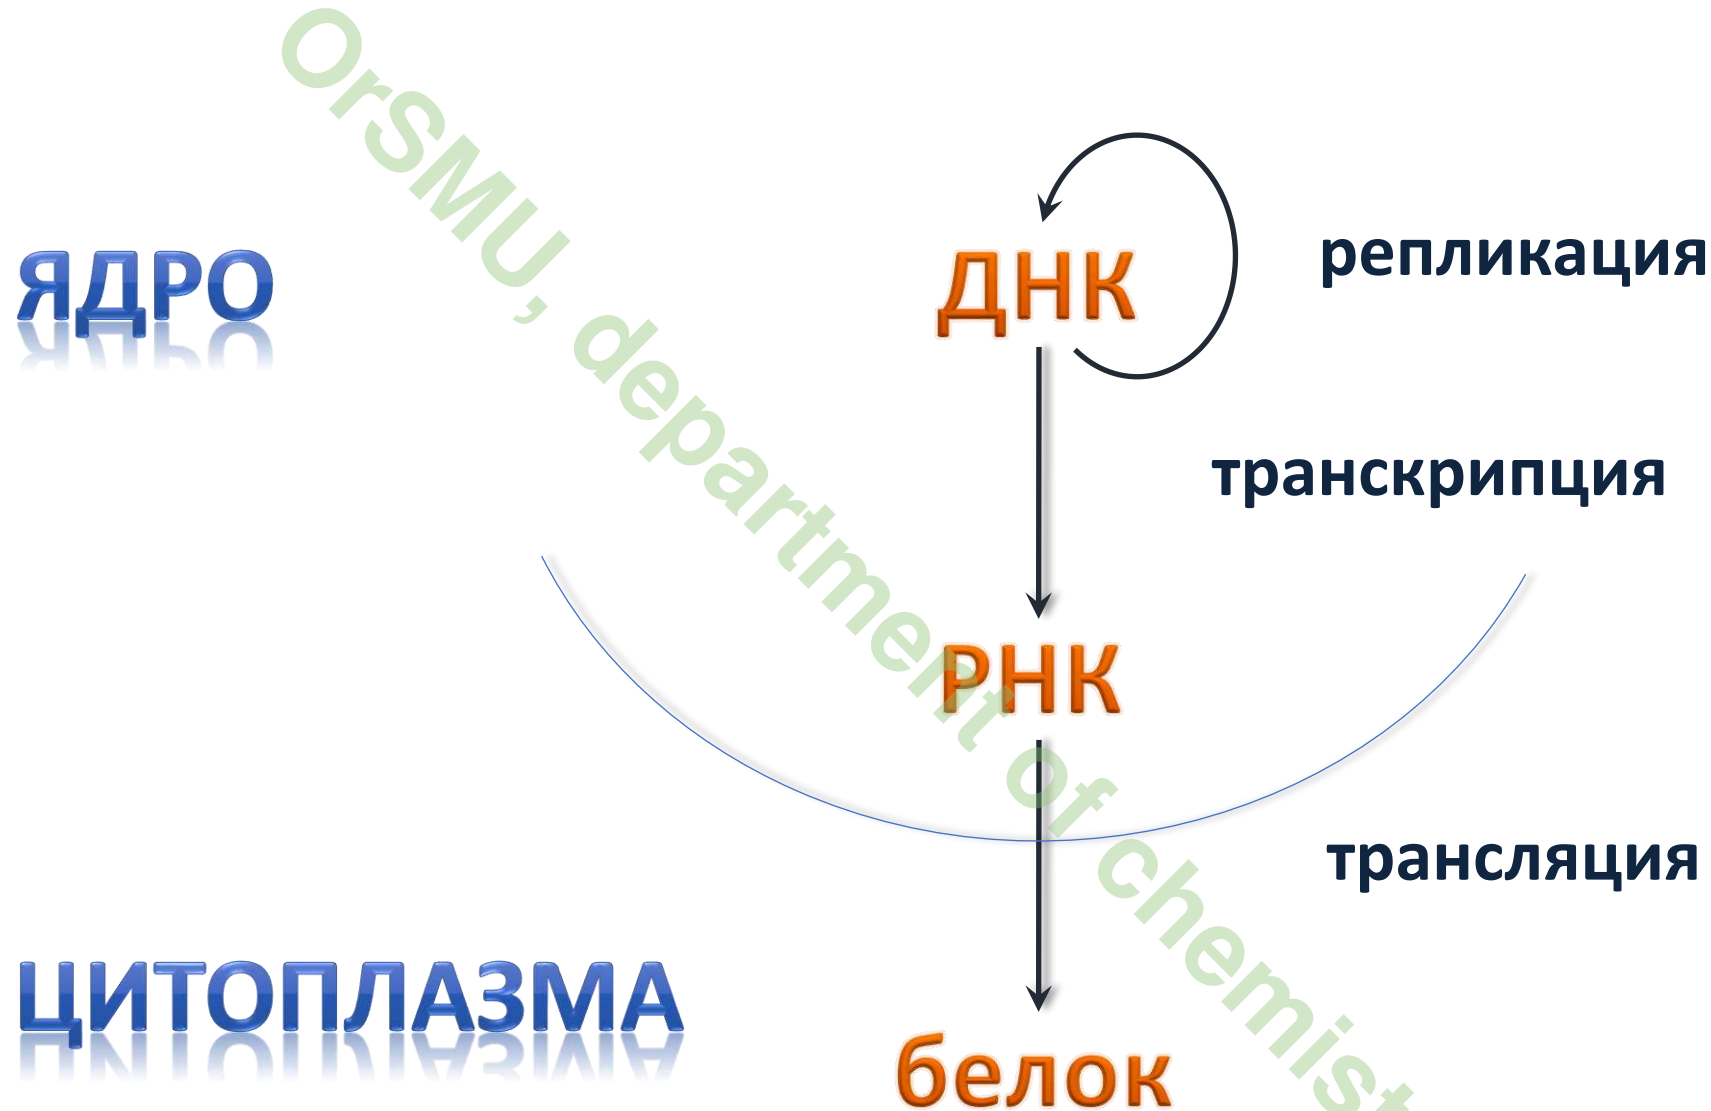 OrSMU, department of chemist
ЯДРО
ДНК
репликация
транскрипция
РНК
трансляция
ЦИТОПЛАЗМА
белок